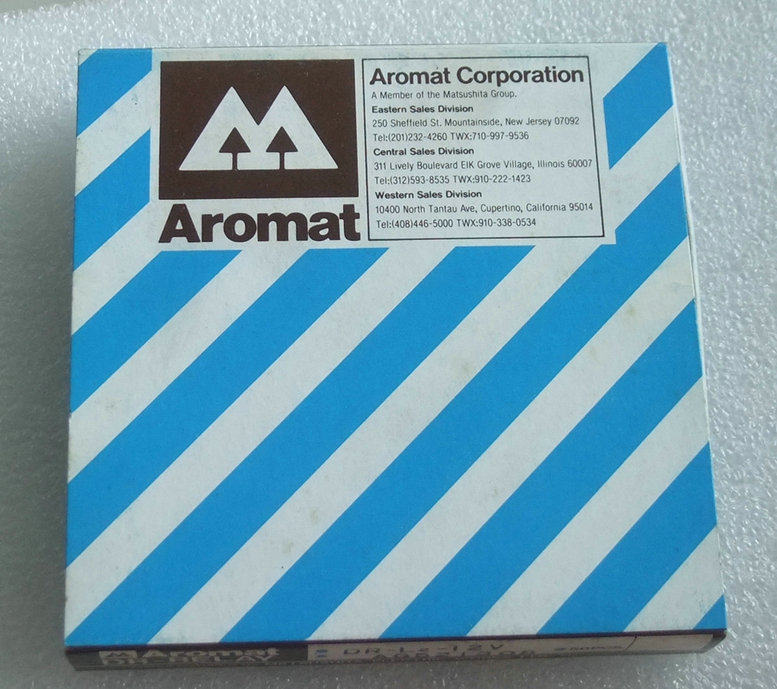 Aromat
Aromat Corporation
A Member of the Matsushita Group.
Eastern Sales Division
250 Sheffield St. Mountainside, New Jersey 07092
Tel:(201)232-4260 TWX:710-997-9536
Central Sales Division
311 Lively Boulevard ElK Grove Village, Illinois 60007
Tel:(312)593-8535 TWX:910-222-1423
Western Sales Division
10400 North Tantau Ave, Cupertino, California 95014
Tel:(408)446-5000 TWX:910-338-0534
Aromat